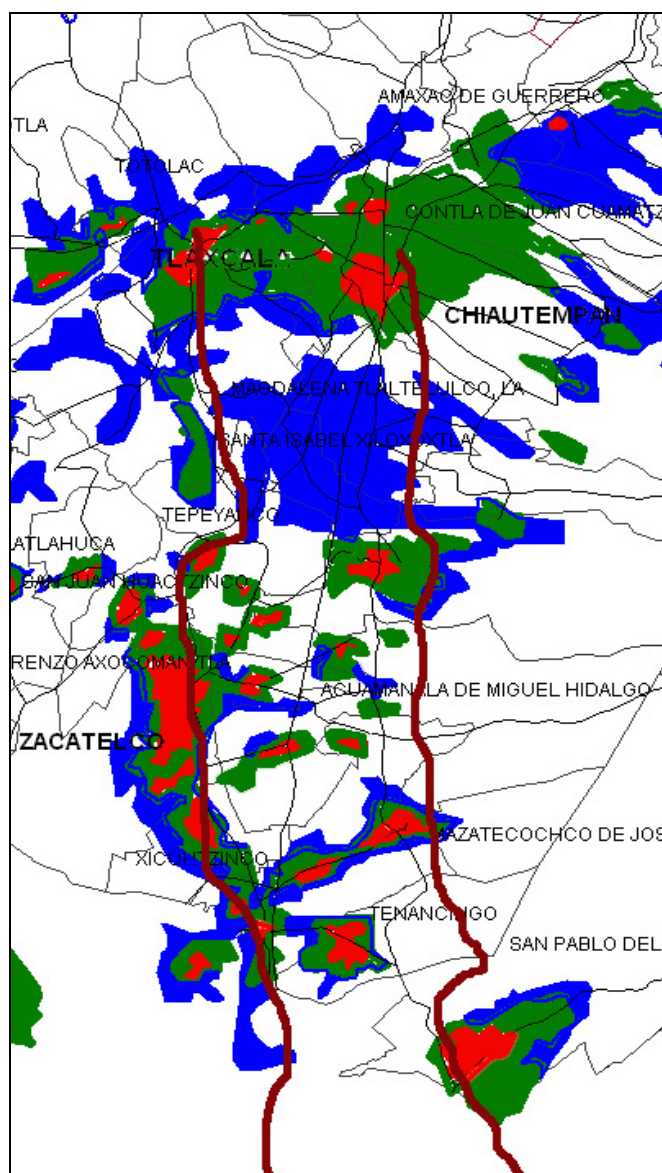 AMAXAC DE GUERRERO
OTLA
TOTOLAC
CONTLA DE JUAN CUAMATZ
TLAXCALA
CHIAUTEMPAN
MAGDALENA TLALTELULCO, LA
SANTA ISABEL XILOXOXTLA
TEPEYANCO
ATLAHUCA
SAN JUAN HUACTZINCO
RENZO AXOCOMANITLA
ACUAMANALA DE MIGUEL HIDALGO
ZACATELCO
MAZATECOCHCO DE JOS
XICOHTZINCO
TENANCINGO
SAN PABLO DEL